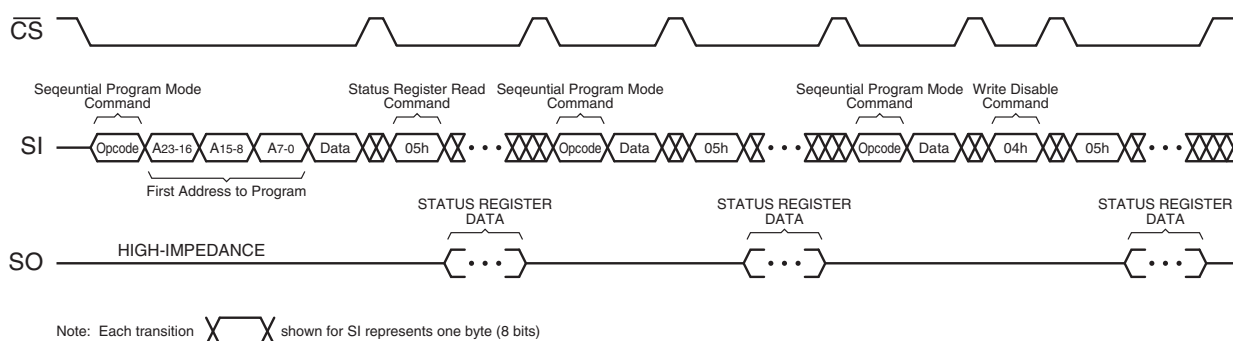 CS
Seqeuntial Program Mode
Command
Status Register Read
Command
Seqeuntial Program Mode
Command
Seqeuntial Program Mode
Command
Write Disable
Command
SI
Opcode A23-16 A15-8 A7-0 Data 05h Opcode Data 05h Opcode Data 04h 05h
First Address to Program
STATUS REGISTER
DATA
STATUS REGISTER
DATA
STATUS REGISTER
DATA
HIGH-IMPEDANCE
SO
Note: Each transition shown for SI represents one byte (8 bits)